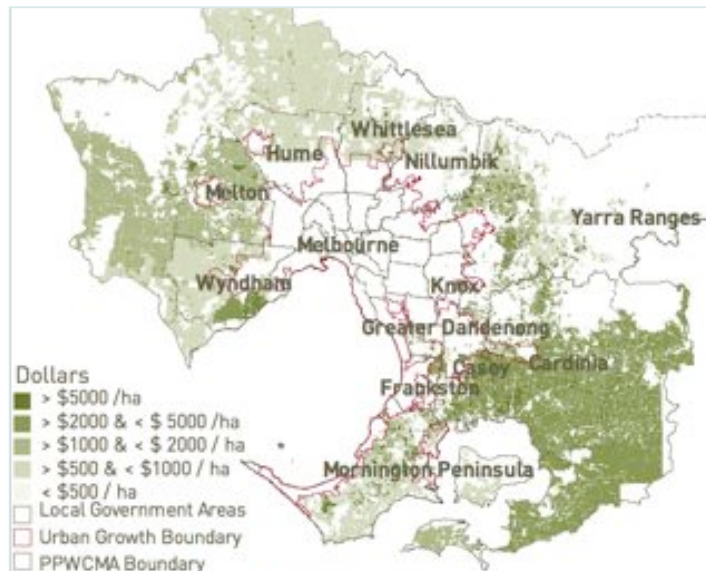 Whittlesea
Hume
Nillumbik
Melton
Yarra Ranges
Melbourne
Wyndham
Knox
Greater Dandenong
Casey
Cardinia
Frankston
Mornington Peninsula
Dollars
> $5000 /ha
> $2000 & < $ 5000 /ha
> $1000 & < $ 2000 / ha
> $500 & < $1000 / ha
< $500 / ha
Local Government Areas
Urban Growth Boundary
PPWCMA Boundary